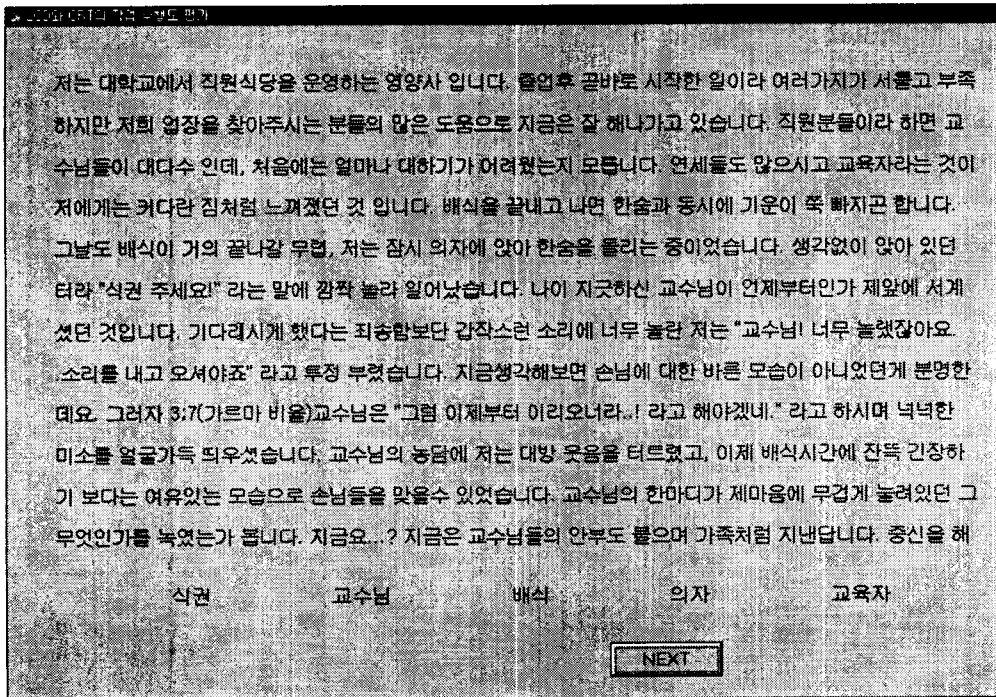 저는 대학교에서 직원식당을 운영하는 영양사 입니다. 졸업후 곧바로 시작한 일이라 여러가지가 서툴고 부족
하지만 저희 업장을 찾아주시는 분들의 많은 도움으로 지금은 잘 해나가고 있습니다. 직원분들이라 하면 교
수님들이 대다수 인데, 처음에는 얼마나 대하기가 어려웠는지 모릅니다. 연세들도 많으시고 교육자라는 것이
저에게는 커다란 짐처럼 느껴졌던 것 입니다. 배식을 끝내고 나면 한숨과 동시에 기운이 쭉 빠지곤 합니다.
그날도 배식이 거의 끝나갈 무렵, 저는 잠시 의자에 앉아 한숨을 돌리는 중이었습니다. 생각없이 앉아 있던
터라 "식권 주세요!" 라는 말에 깜짝 놀라 일어났습니다. 나이 지긋하신 교수님이 언제부터인가 제앞에 서계
셨던 것입니다. 기다리시게 했다는 죄송함보단 갑작스런 소리에 너무 놀란 저는 "교수님! 너무 놀랬잖아요.
.소리를 내고 오셔야죠" 라고 투정 부렸습니다. 지금생각해보면 손님에 대한 바른 모습이 아니었던게 분명한
데요. 그러자 3:7(가르마 비율)교수님은 "그럼 이제부터 이리오너라..! 라고 해야겠네." 라고 하시며 넉넉한
미소를 얼굴가득 띄우셨습니다. 교수님의 농담에 저는 대방 웃음을 터트렸고, 이제 배식시간에 잔뜩 긴장하
기 보다는 여유있는 모습으로 손님들을 맞을수 있었습니다. 교수님의 한마디가 제마음에 무겁게 눌려있던 그
무엇인가를 녹였는가 봅니다. 지금요...? 지금은 교수님들의 안부도 물으며 가족처럼 지낸답니다. 중신을 해
식권 교수님 배식 의자 교육자
NEXT